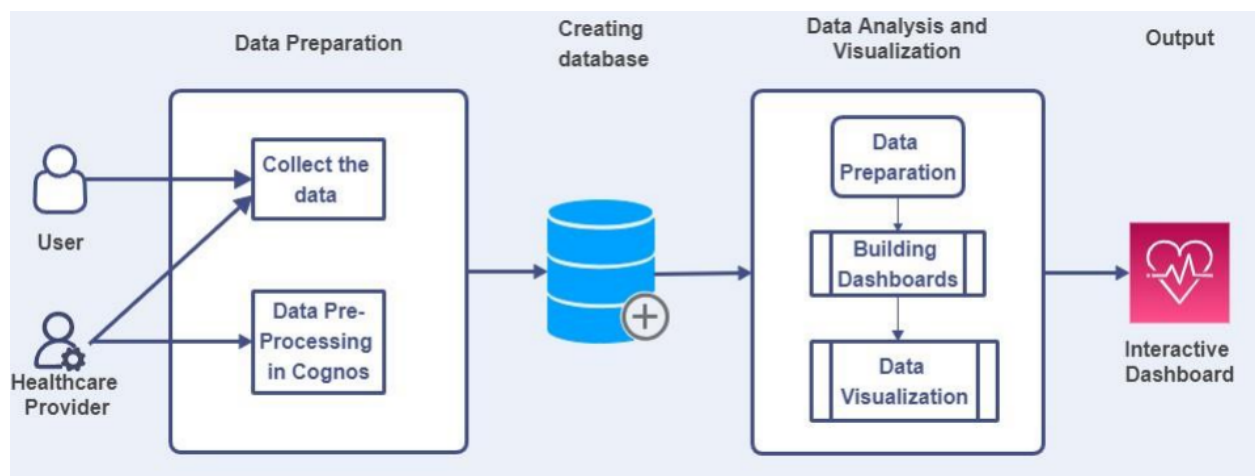 Data Preparation
Creating
database
Data Analysis and
Visualization
Output
Collect the
data
User
Data Pre-
Processing
in Cognos
Healthcare
Provider
Data
Preparation
Building
Dashboards
Data
Visualization
Interactive
Dashboard